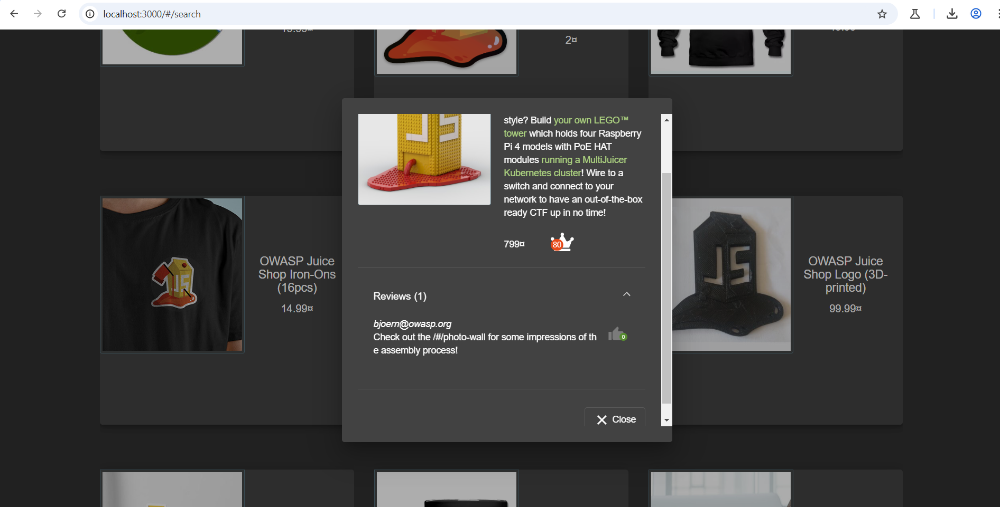 localhost:3000/#/search
2¤
style? Build your own LEGO™
tower which holds four Raspberry
Pi 4 models with PoE HAT
modules running a MultiJuicer
Kubernetes cluster! Wire to a
switch and connect to your
network to have an out-of-the-box
ready CTF up in no time!
799¤
80
Reviews (1)
bjoern@owasp.org
Check out the /#/photo-wall for some impressions of th
e assembly process!
0
Close
JS
OWASP Juice
Shop Iron-Ons
(16pcs)
14.99¤
JS
JS
OWASP Juice
Shop Logo (3D-
printed)
99.99¤